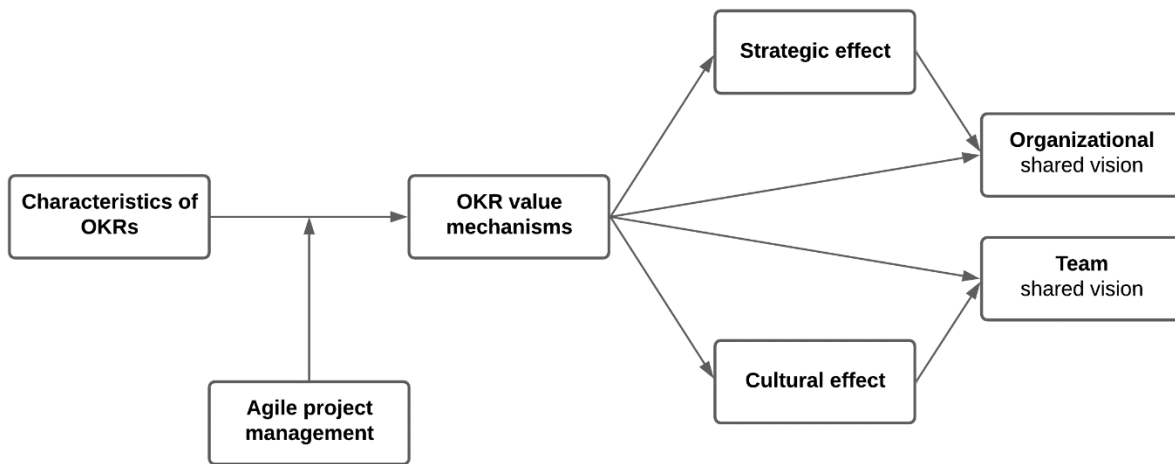 Strategic effect
Organizational
shared vision
Characteristics of
OKRs
OKR value
mechanisms
Team
shared vision
Cultural effect
Agile project
management